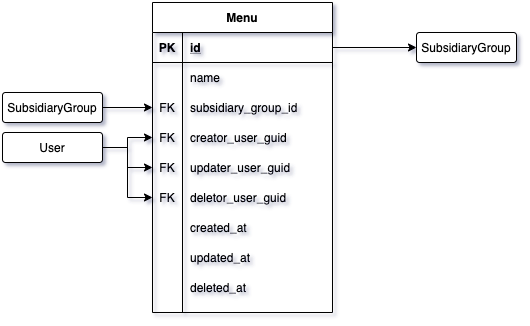 Menu
PK id
SubsidiaryGroup
name
SubsidiaryGroup
FK subsidiary_group_id
User
FK creator_user_guid
FK updater_user_guid
FK deletor_user_guid
created_at
updated_at
deleted_at